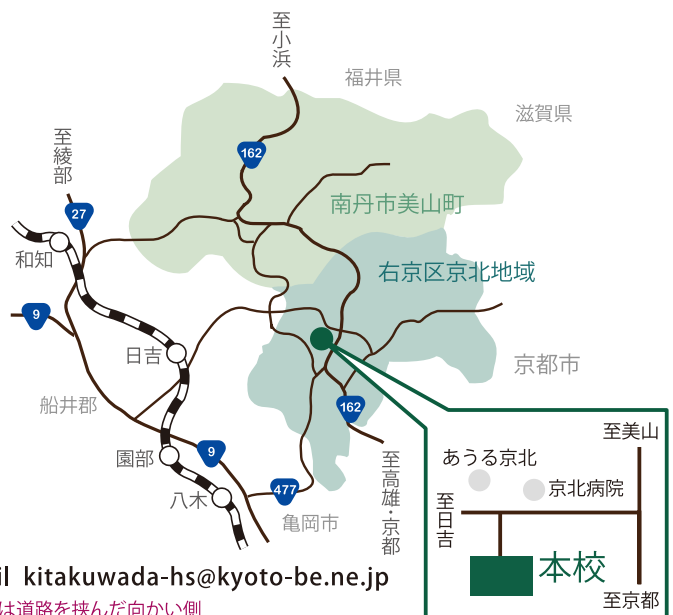 至小浜
福井県
滋賀県
至綾部
162
南丹市美山町
27
和知
右京区京北地域
9
日吉
京都市
船井郡
162
至美山
園部
9
あうる京北
至高雄・京都
京北病院
八木
477
至日吉
亀岡市
本校
il kitakuwada-hs@kyoto-be.ne.jp
至京都
は道路を挟んだ向かい側